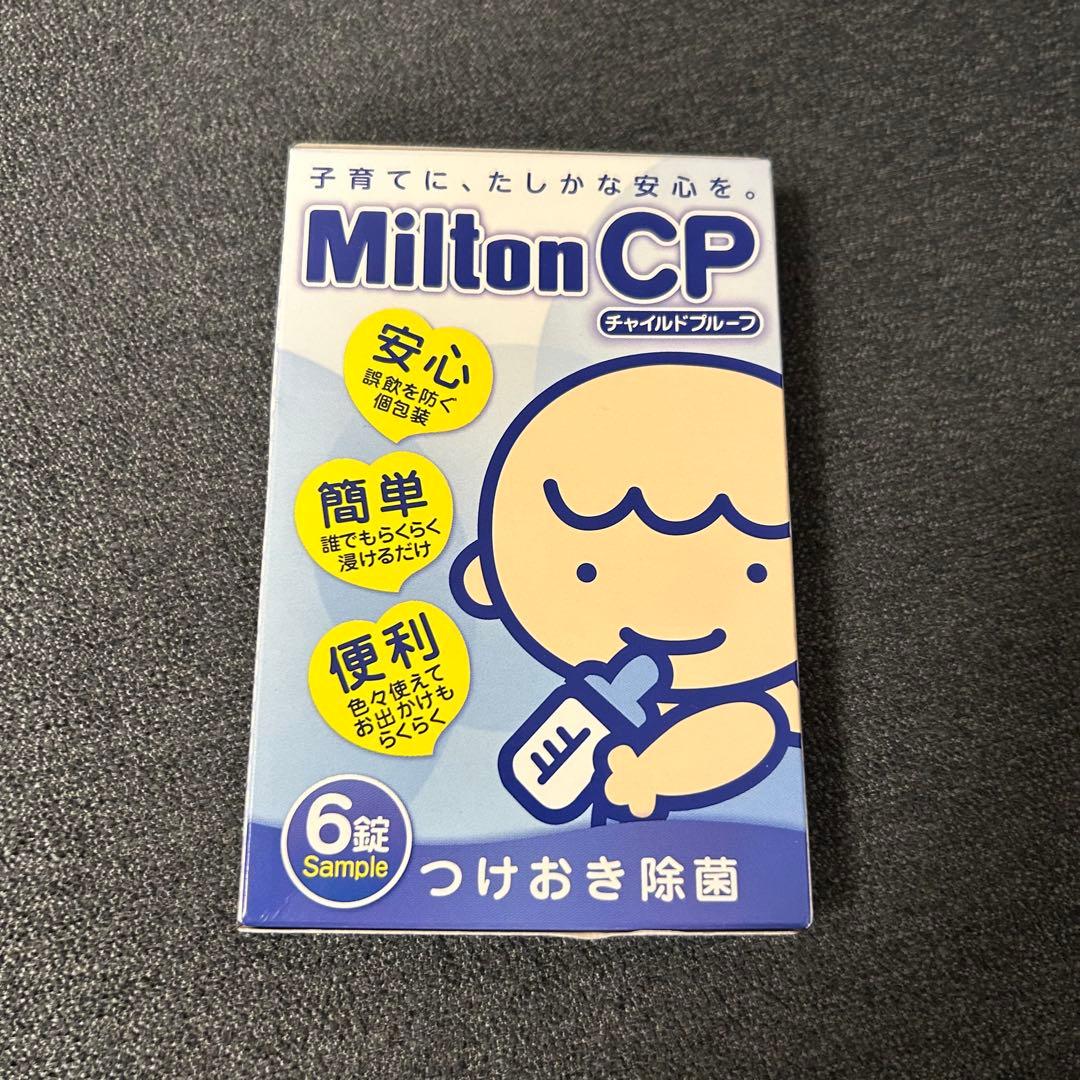 子育てに、たしかな安心を。
Milton CP
チャイルドプルーフ
安心
誤飲を防ぐ
個包装
簡単
誰でもらくらく
浸けるだけ
便利
色々使えて
お出かけも
らくらく
6錠
Sample
つけおき除菌